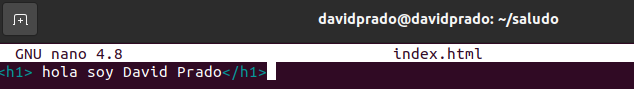 davidprado@davidprado: ~/saludo
GNU nano 4.8 index.html
<h1> hola soy David Prado</h1>